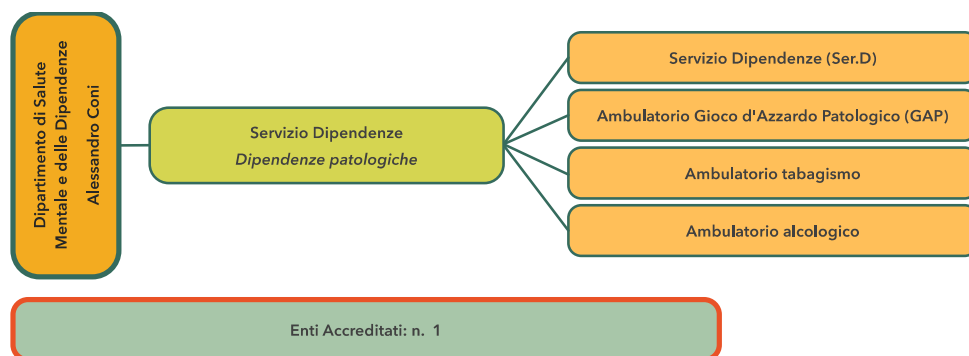 Dipartimento di Salute
Mentale e delle Dipendenze
Alessandro Coni
Servizio Dipendenze
Dipendenze patologiche
Servizio Dipendenze (Ser.D)
Ambulatorio Gioco d'Azzardo Patologico (GAP)
Ambulatorio tabagismo
Ambulatorio alcologico
Enti Accreditati: n. 1